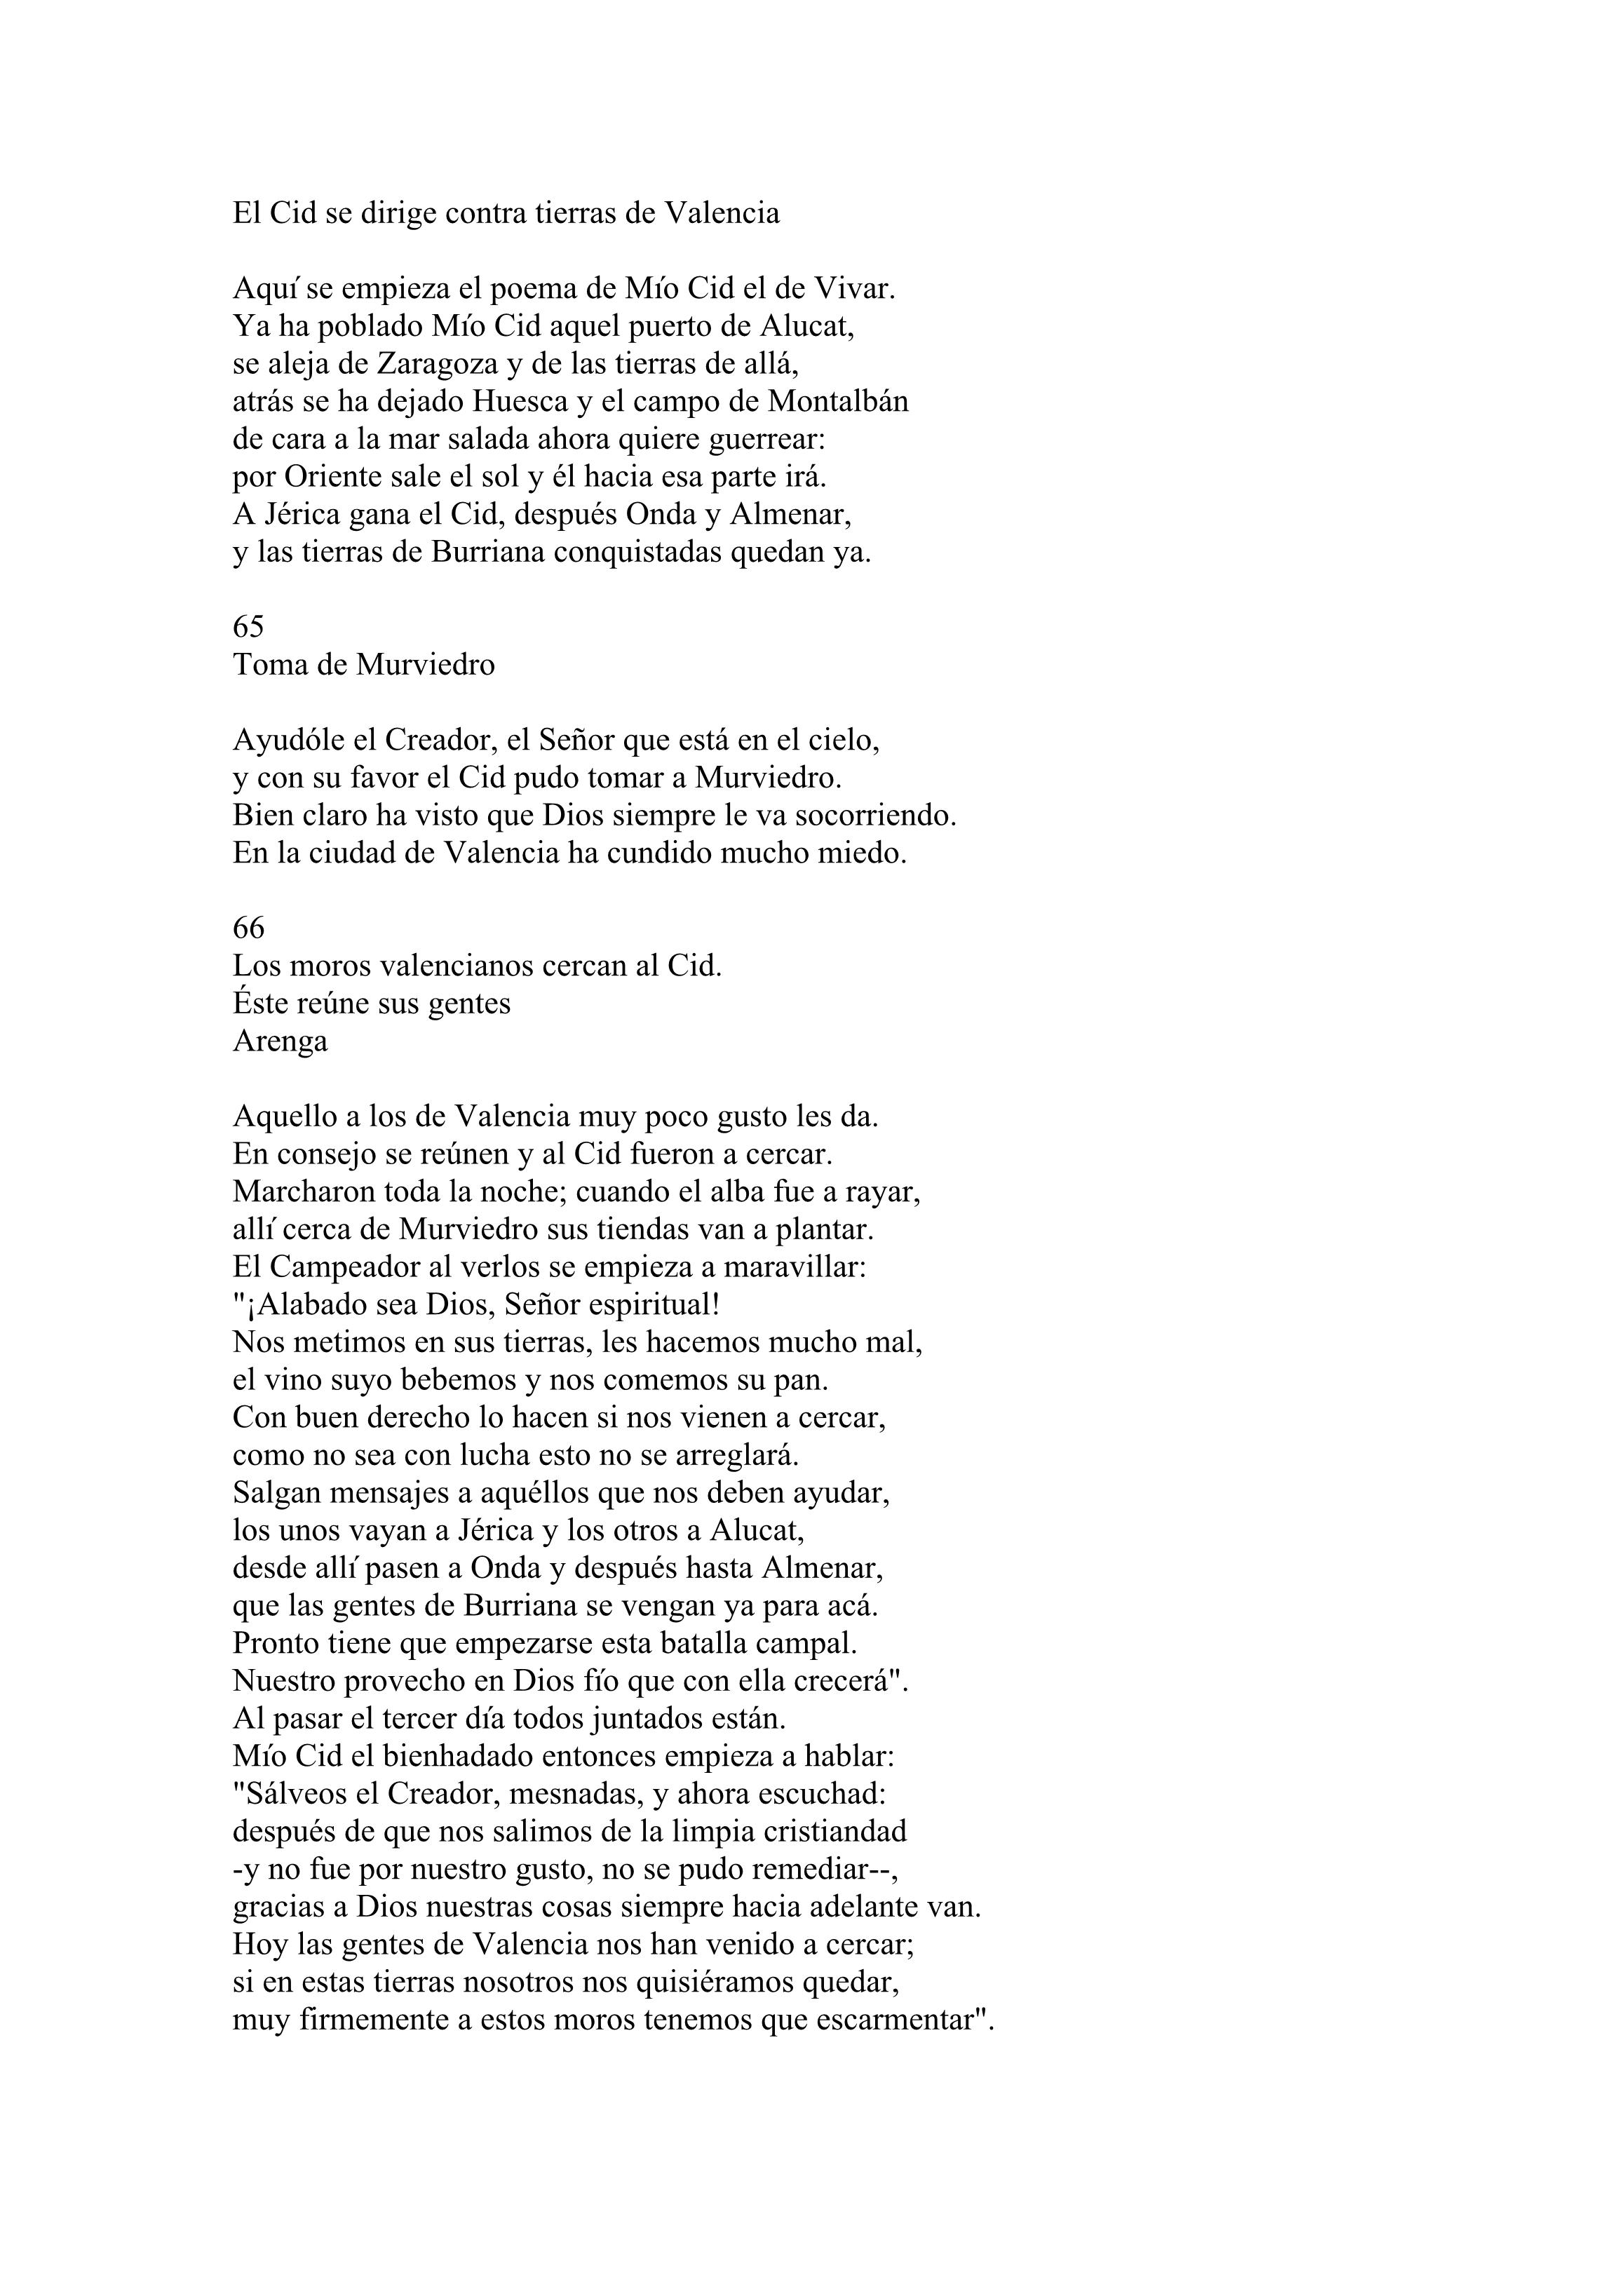 El Cid se dirige contra tierras de Valencia

Aquí se empieza el poema de Mío Cid el de Vivar.
Ya ha poblado Mío Cid aquel puerto de Alucat,
se aleja de Zaragoza y de las tierras de allá,
atrás se ha dejado Huesca y el campo de Montalbán
de cara a la mar salada ahora quiere guerrear:
por Oriente sale el sol y él hacia esa parte irá.
A Jérica gana el Cid, después Onda y Almenar,
y las tierras de Burriana conquistadas quedan ya.

65
Toma de Murviedro

Ayudóle el Creador, el Señor que está en el cielo,
y con su favor el Cid pudo tomar a Murviedro.
Bien claro ha visto que Dios siempre le va socorriendo.
En la ciudad de Valencia ha cundido mucho miedo.

66
Los moros valencianos cercan al Cid.
Éste reúne sus gentes
Arenga

Aquello a los de Valencia muy poco gusto les da.
En consejo se reúnen y al Cid fueron a cercar.
Marcharon toda la noche; cuando el alba fue a rayar,
allí cerca de Murviedro sus tiendas van a plantar.
El Campeador al verlos se empieza a maravillar:
"¡Alabado sea Dios, Señor espiritual!
Nos metimos en sus tierras, les hacemos mucho mal,
el vino suyo bebemos y nos comemos su pan.
Con buen derecho lo hacen si nos vienen a cercar,
como no sea con lucha esto no se arreglará.
Salgan mensajes a aquéllos que nos deben ayudar,
los unos vayan a Jérica y los otros a Alucat,
desde allí pasen a Onda y después hasta Almenar,
que las gentes de Burriana se vengan ya para acá.
Pronto tiene que empezarse esta batalla campal.
Nuestro provecho en Dios fío que con ella crecerá".
Al pasar el tercer día todos juntados están.
Mío Cid el bienhadado entonces empieza a hablar:
"Sálveos el Creador, mesnadas, y ahora escuchad:
después de que nos salimos de la limpia cristiandad
-y no fue por nuestro gusto, no se pudo remediar--,
gracias a Dios nuestras cosas siempre hacia adelante van.
Hoy las gentes de Valencia nos han venido a cercar;
si en estas tierras nosotros nos quisiéramos quedar,
muy firmemente a estos moros tenemos que escarmentar".